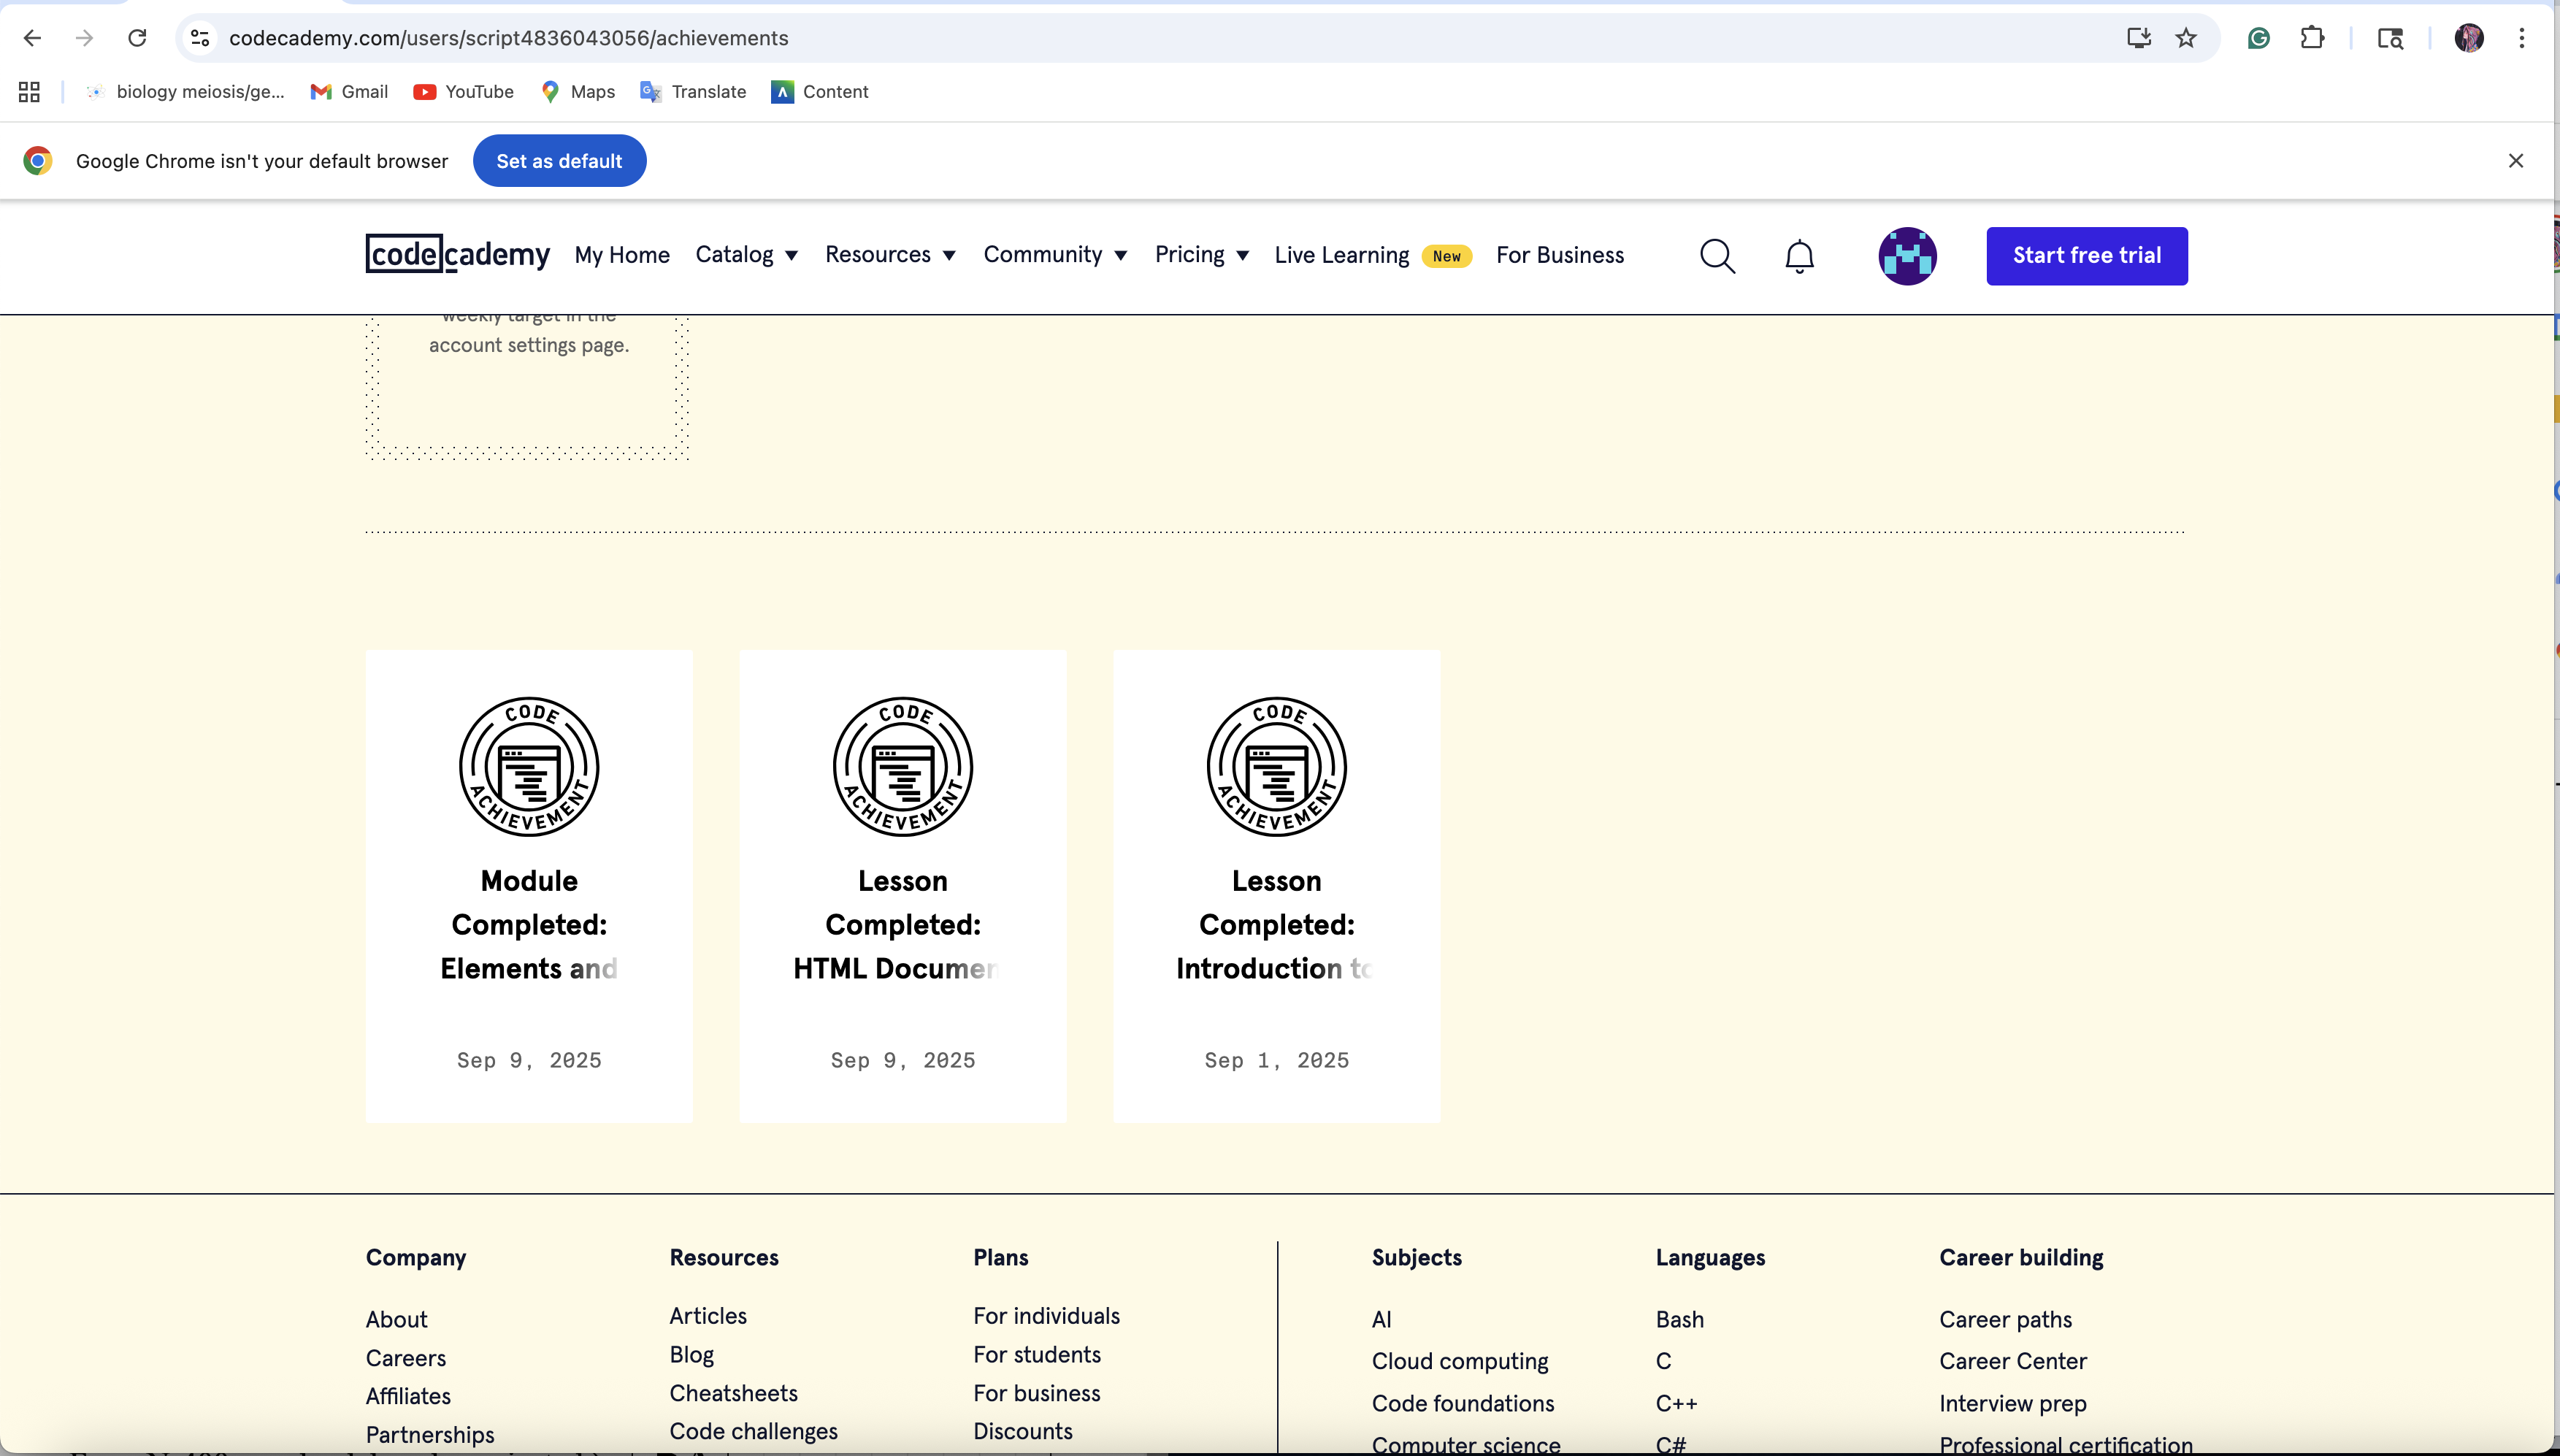 codecademy.com/users/script4836043056/achievements
biology meiosis/ge... Gmail YouTube Maps Translate Content
Google Chrome isn't your default browser Set as default
codecademy My Home Catalog Resources Community Pricing Live Learning New For Business Start free trial
weekly target in the
account settings page.
CODE ACHIEVEMENT
Module
Completed:
Elements and
Sep 9, 2025
CODE ACHIEVEMENT
Lesson
Completed:
HTML Documen
Sep 9, 2025
CODE ACHIEVEMENT
Lesson
Completed:
Introduction to
Sep 1, 2025
Company
About
Careers
Affiliates
Partnerships
Resources
Articles
Blog
Cheatsheets
Code challenges
Plans
For individuals
For students
For business
Discounts
Subjects
AI
Cloud computing
Code foundations
Computer science
Languages
Bash
C
C++
C#
Career building
Career paths
Career Center
Interview prep
Professional certification